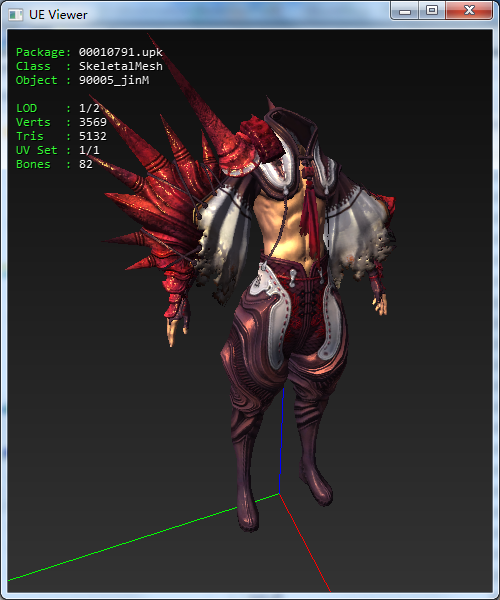 UE Viewer
Package: 00010791.upk
Class : SkeletalMesh
Object : 90005_jinM
LOD : 1/2
Verts : 3569
Tris : 5132
UV Set : 1/1
Bones : 82